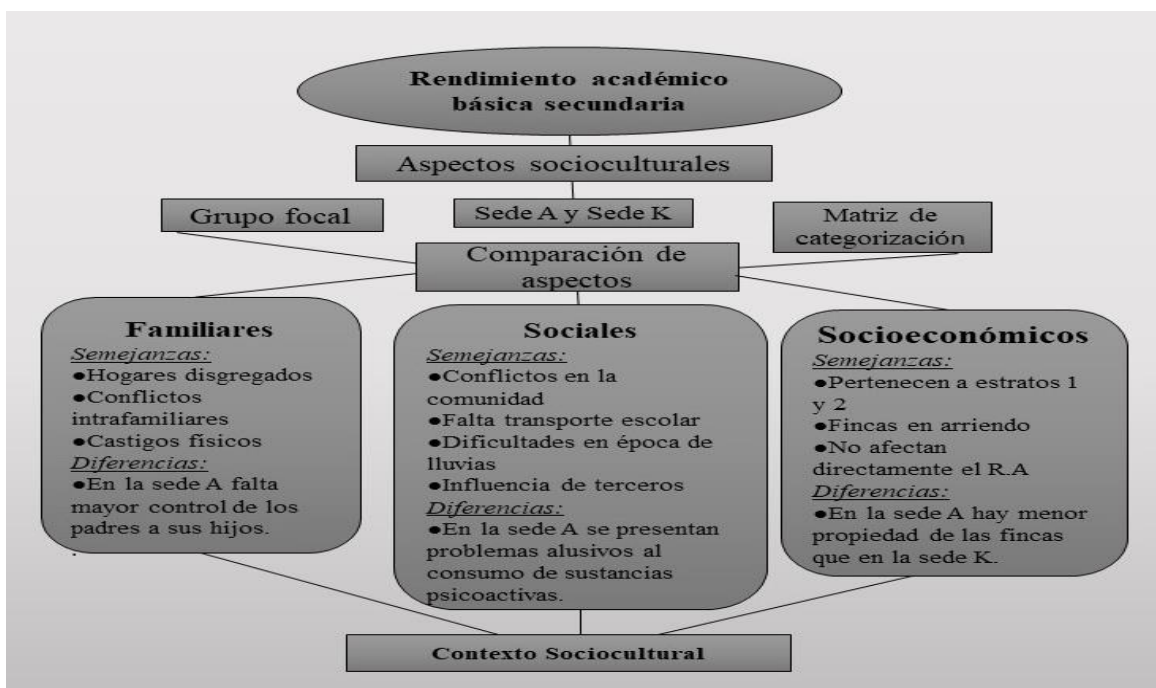 Rendimiento académico
básica secundaria
Aspectos socioculturales
Grupo focal
Sede A y Sede K
Matriz de
categorización
Comparación de
aspectos
Familiares
Semejanzas:
●Hogares disgregados
●Conflictos
intrafamiliares
●Castigos físicos
Diferencias:
●En la sede A falta
mayor control de los
padres a sus hijos.
.
Sociales
Semejanzas:
●Conflictos en la
comunidad
●Falta transporte escolar
●Dificultades en época de
lluvias
●Influencia de terceros
Diferencias:
●En la sede A se presentan
problemas alusivos al
consumo de sustancias
psicoactivas.
Socioeconómicos
Semejanzas:
●Pertenecen a estratos 1
y 2
●Fincas en arriendo
●No afectan
directamente el R.A
Diferencias:
●En la sede A hay menor
propiedad de las fincas
que en la sede K.
Contexto Sociocultural